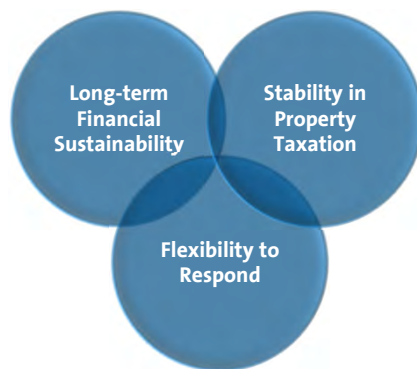 Long-term
Financial
Sustainability
Stability in
Property
Taxation
Flexibility to
Respond